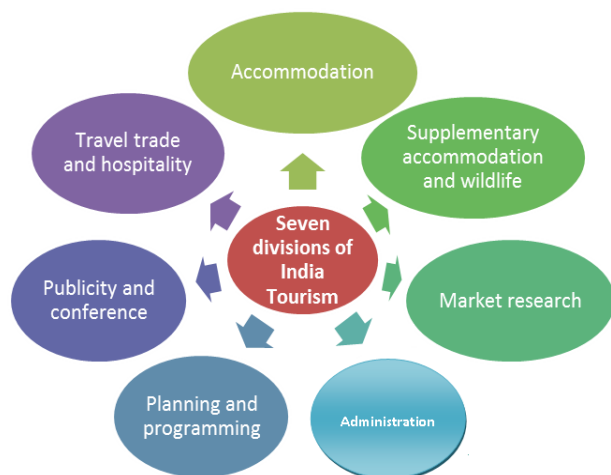 Accommodation
Travel trade
and hospitality
Supplementary
accommodation
and wildlife
Seven
divisions of
India
Tourism
Publicity and
conference
Market research
Planning and
programming
Administration